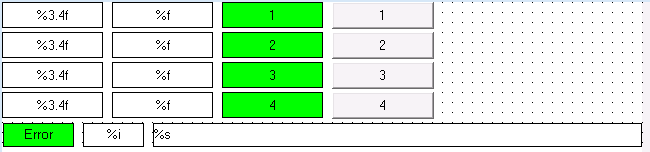 %3.4f %f 1 1
%3.4f %f 2 2
%3.4f %f 3 3
%3.4f %f 4 4
Error %i %s